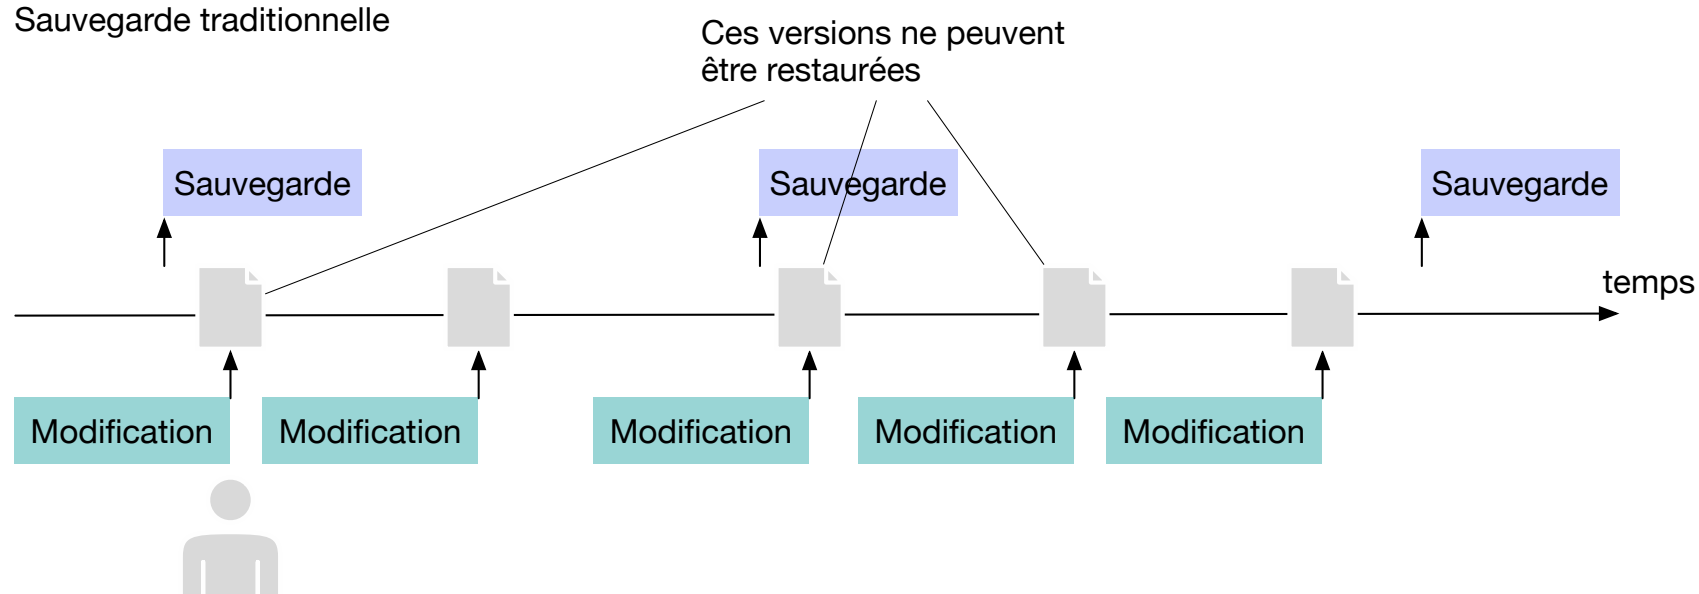 Sauvegarde traditionnelle
Ces versions ne peuvent
être restaurées
Sauvegarde
Sauvegarde
Sauvegarde
temps
Modification
Modification
Modification
Modification
Modification